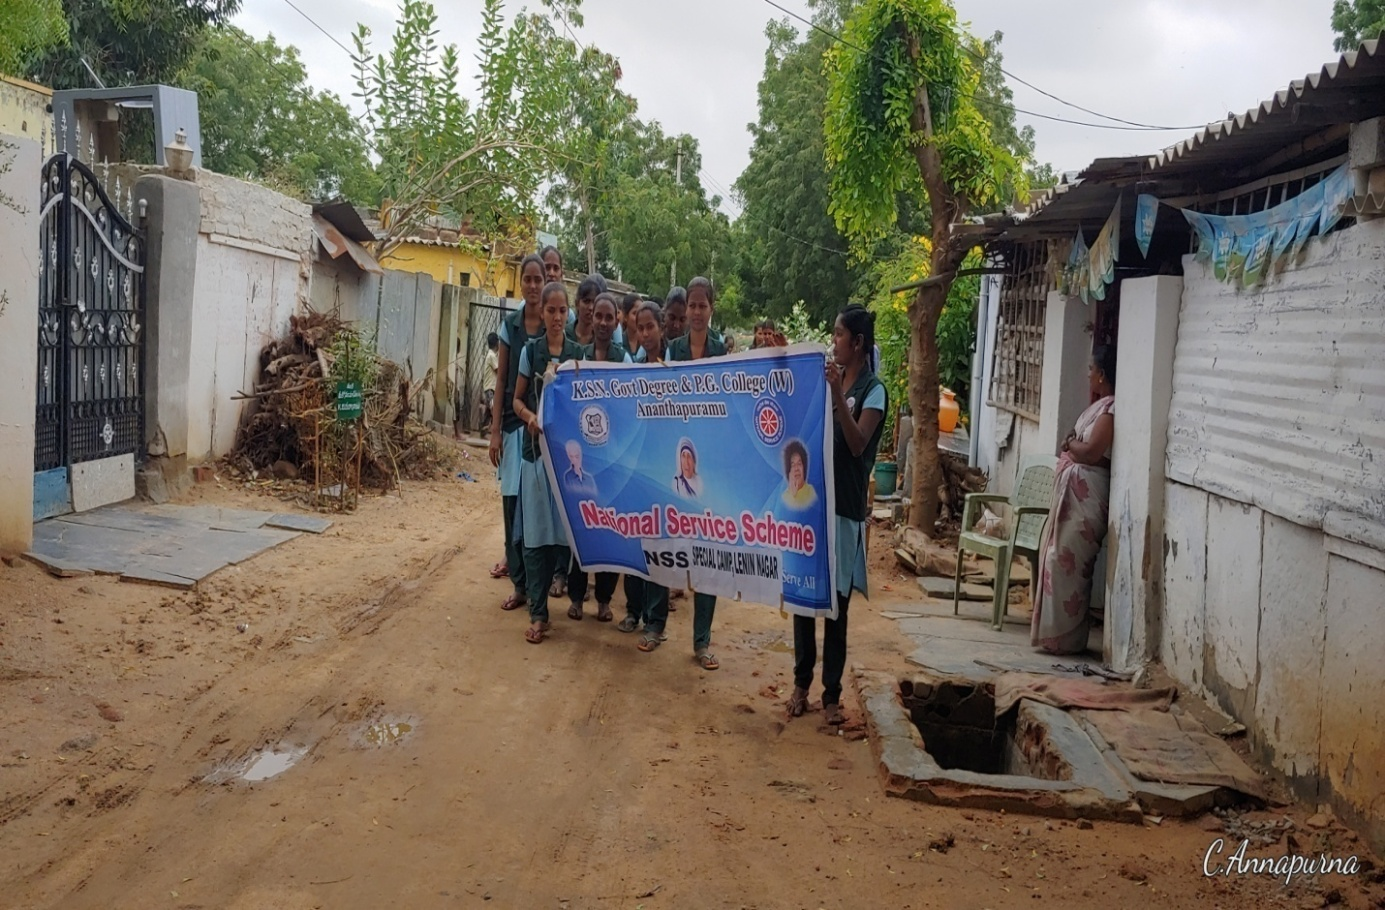 K.S.N. Govt Degree & P.G. College (W)
Ananthapuramu
National Service Scheme
NSS SPECIAL CAMP, LENIN NAGAR
Serve All
C.Annapurna